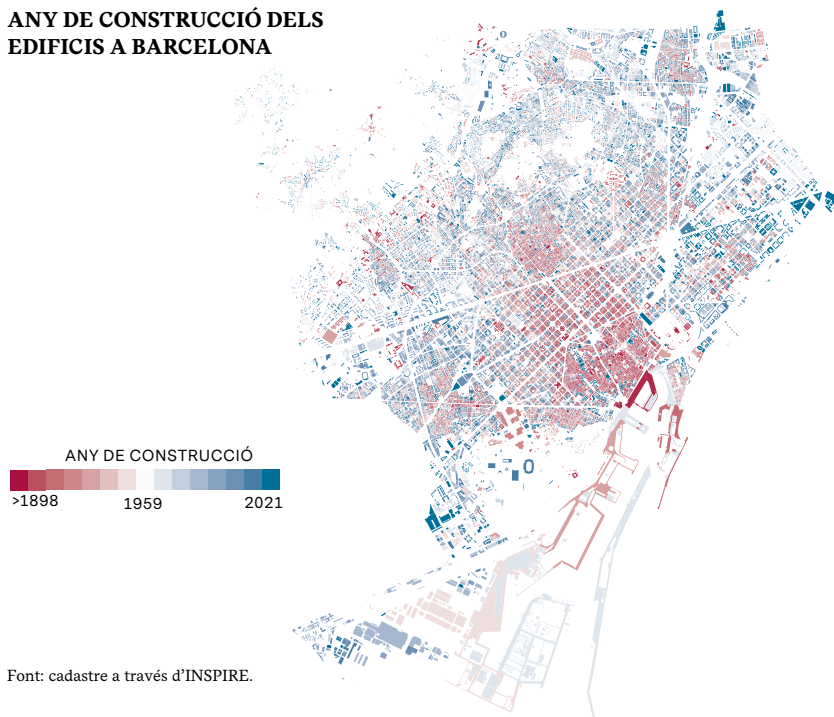 ANY DE CONSTRUCCIÓ DELS
EDIFICIS A BARCELONA
ANY DE CONSTRUCCIÓ
>1898 1959 2021
Font: cadastre a través d'INSPIRE.